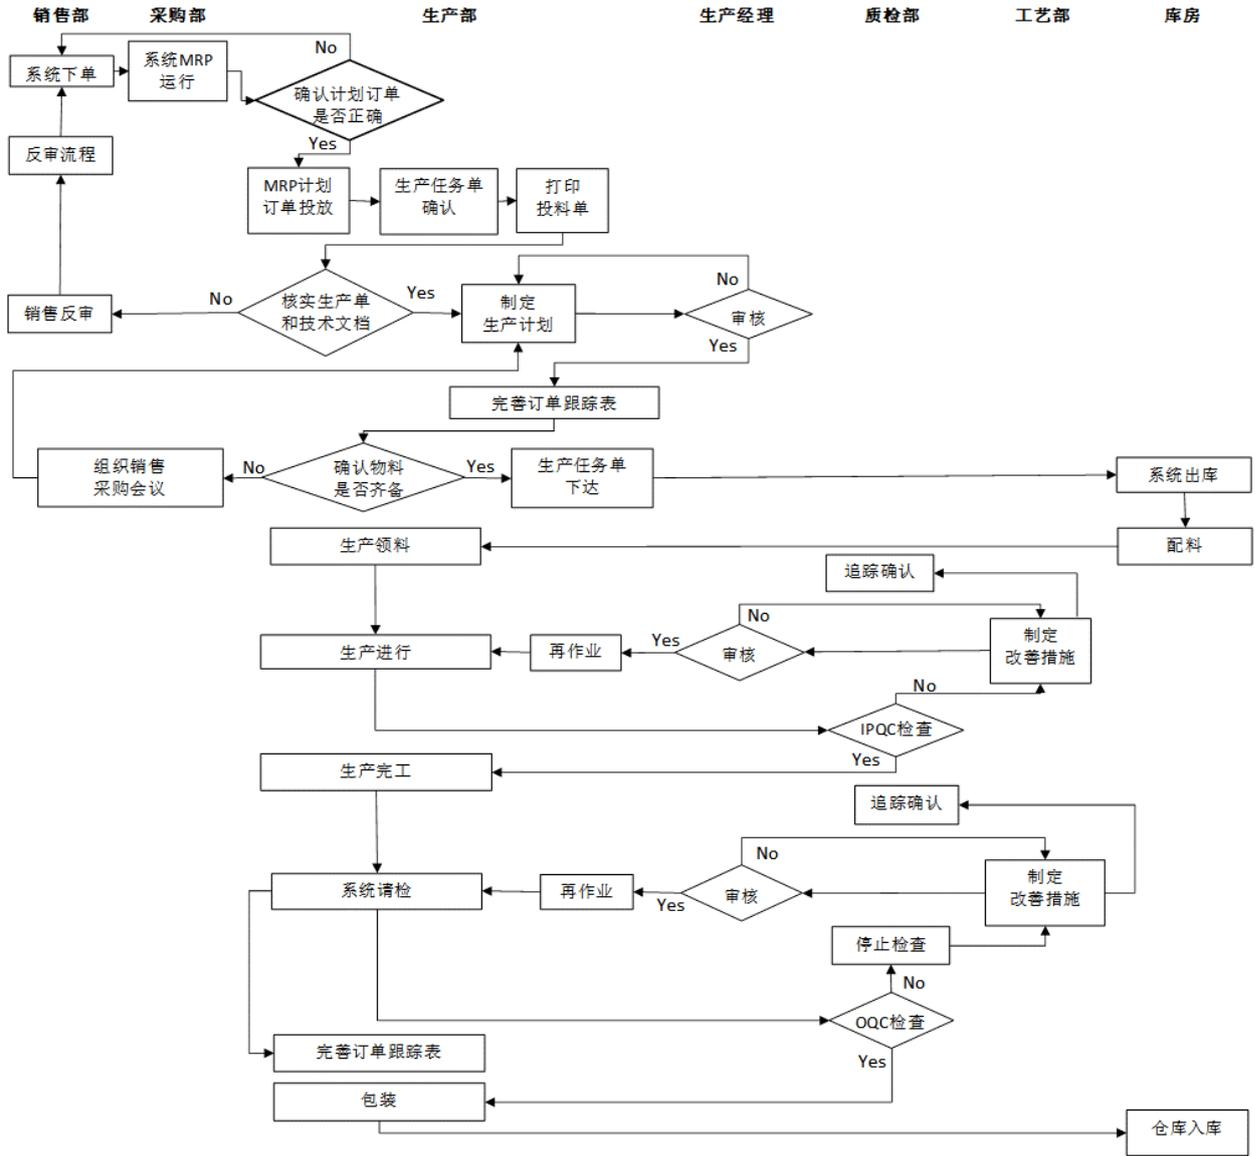 销售部 采购部 生产部 生产经理 质检部 工艺部 库房
No
系统下单
系统MRP
运行
确认计划订单
是否正确
Yes
反审流程
MRP计划
订单投放
生产任务单
确认
打印
投料单
销售反审
No
核实生产单
和技术文档
Yes
制定
生产计划
No
审核
Yes
完善订单跟踪表
组织销售
采购会议
No
确认物料
是否齐备
Yes
生产任务单
下达
系统出库
生产领料
配料
追踪确认
No
生产进行
再作业
Yes
审核
制定
改善措施
No
IPQC检查
Yes
生产完工
追踪确认
No
系统请检
再作业
Yes
审核
制定
改善措施
停止检查
No
OQC检查
Yes
完善订单跟踪表
包装
仓库入库